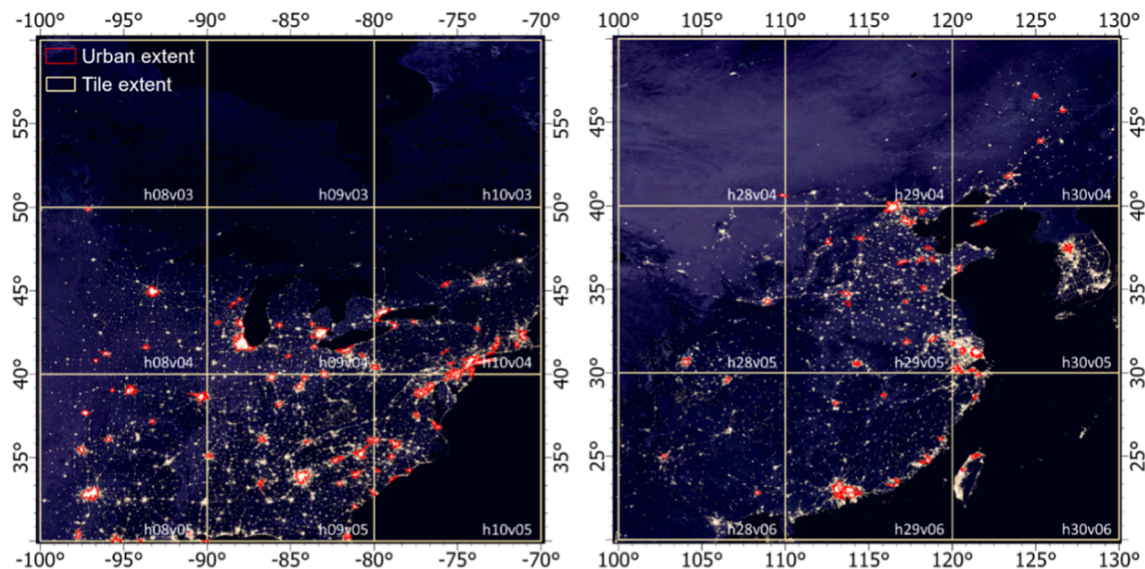 -100° -95° -90° -85° -80° -75° -70°
100° 105° 110° 115° 120° 125° 130°
Urban extent
Tile extent
55° 55° 45° 45°
h08v03 h09v03 h10v03 h28v04 h29v04 h30v04
50° 50° 40° 40°
45° 45° 35° 35°
h08v04 h09v04 h10v04 h28v05 h29v05 h30v05
40° 40° 30° 30°
35° 35° 25° 25°
h08v05 h09v05 h10v05 h28v06 h29v06 h30v06
-100° -95° -90° -85° -80° -75° -70°
100° 105° 110° 115° 120° 125° 130°